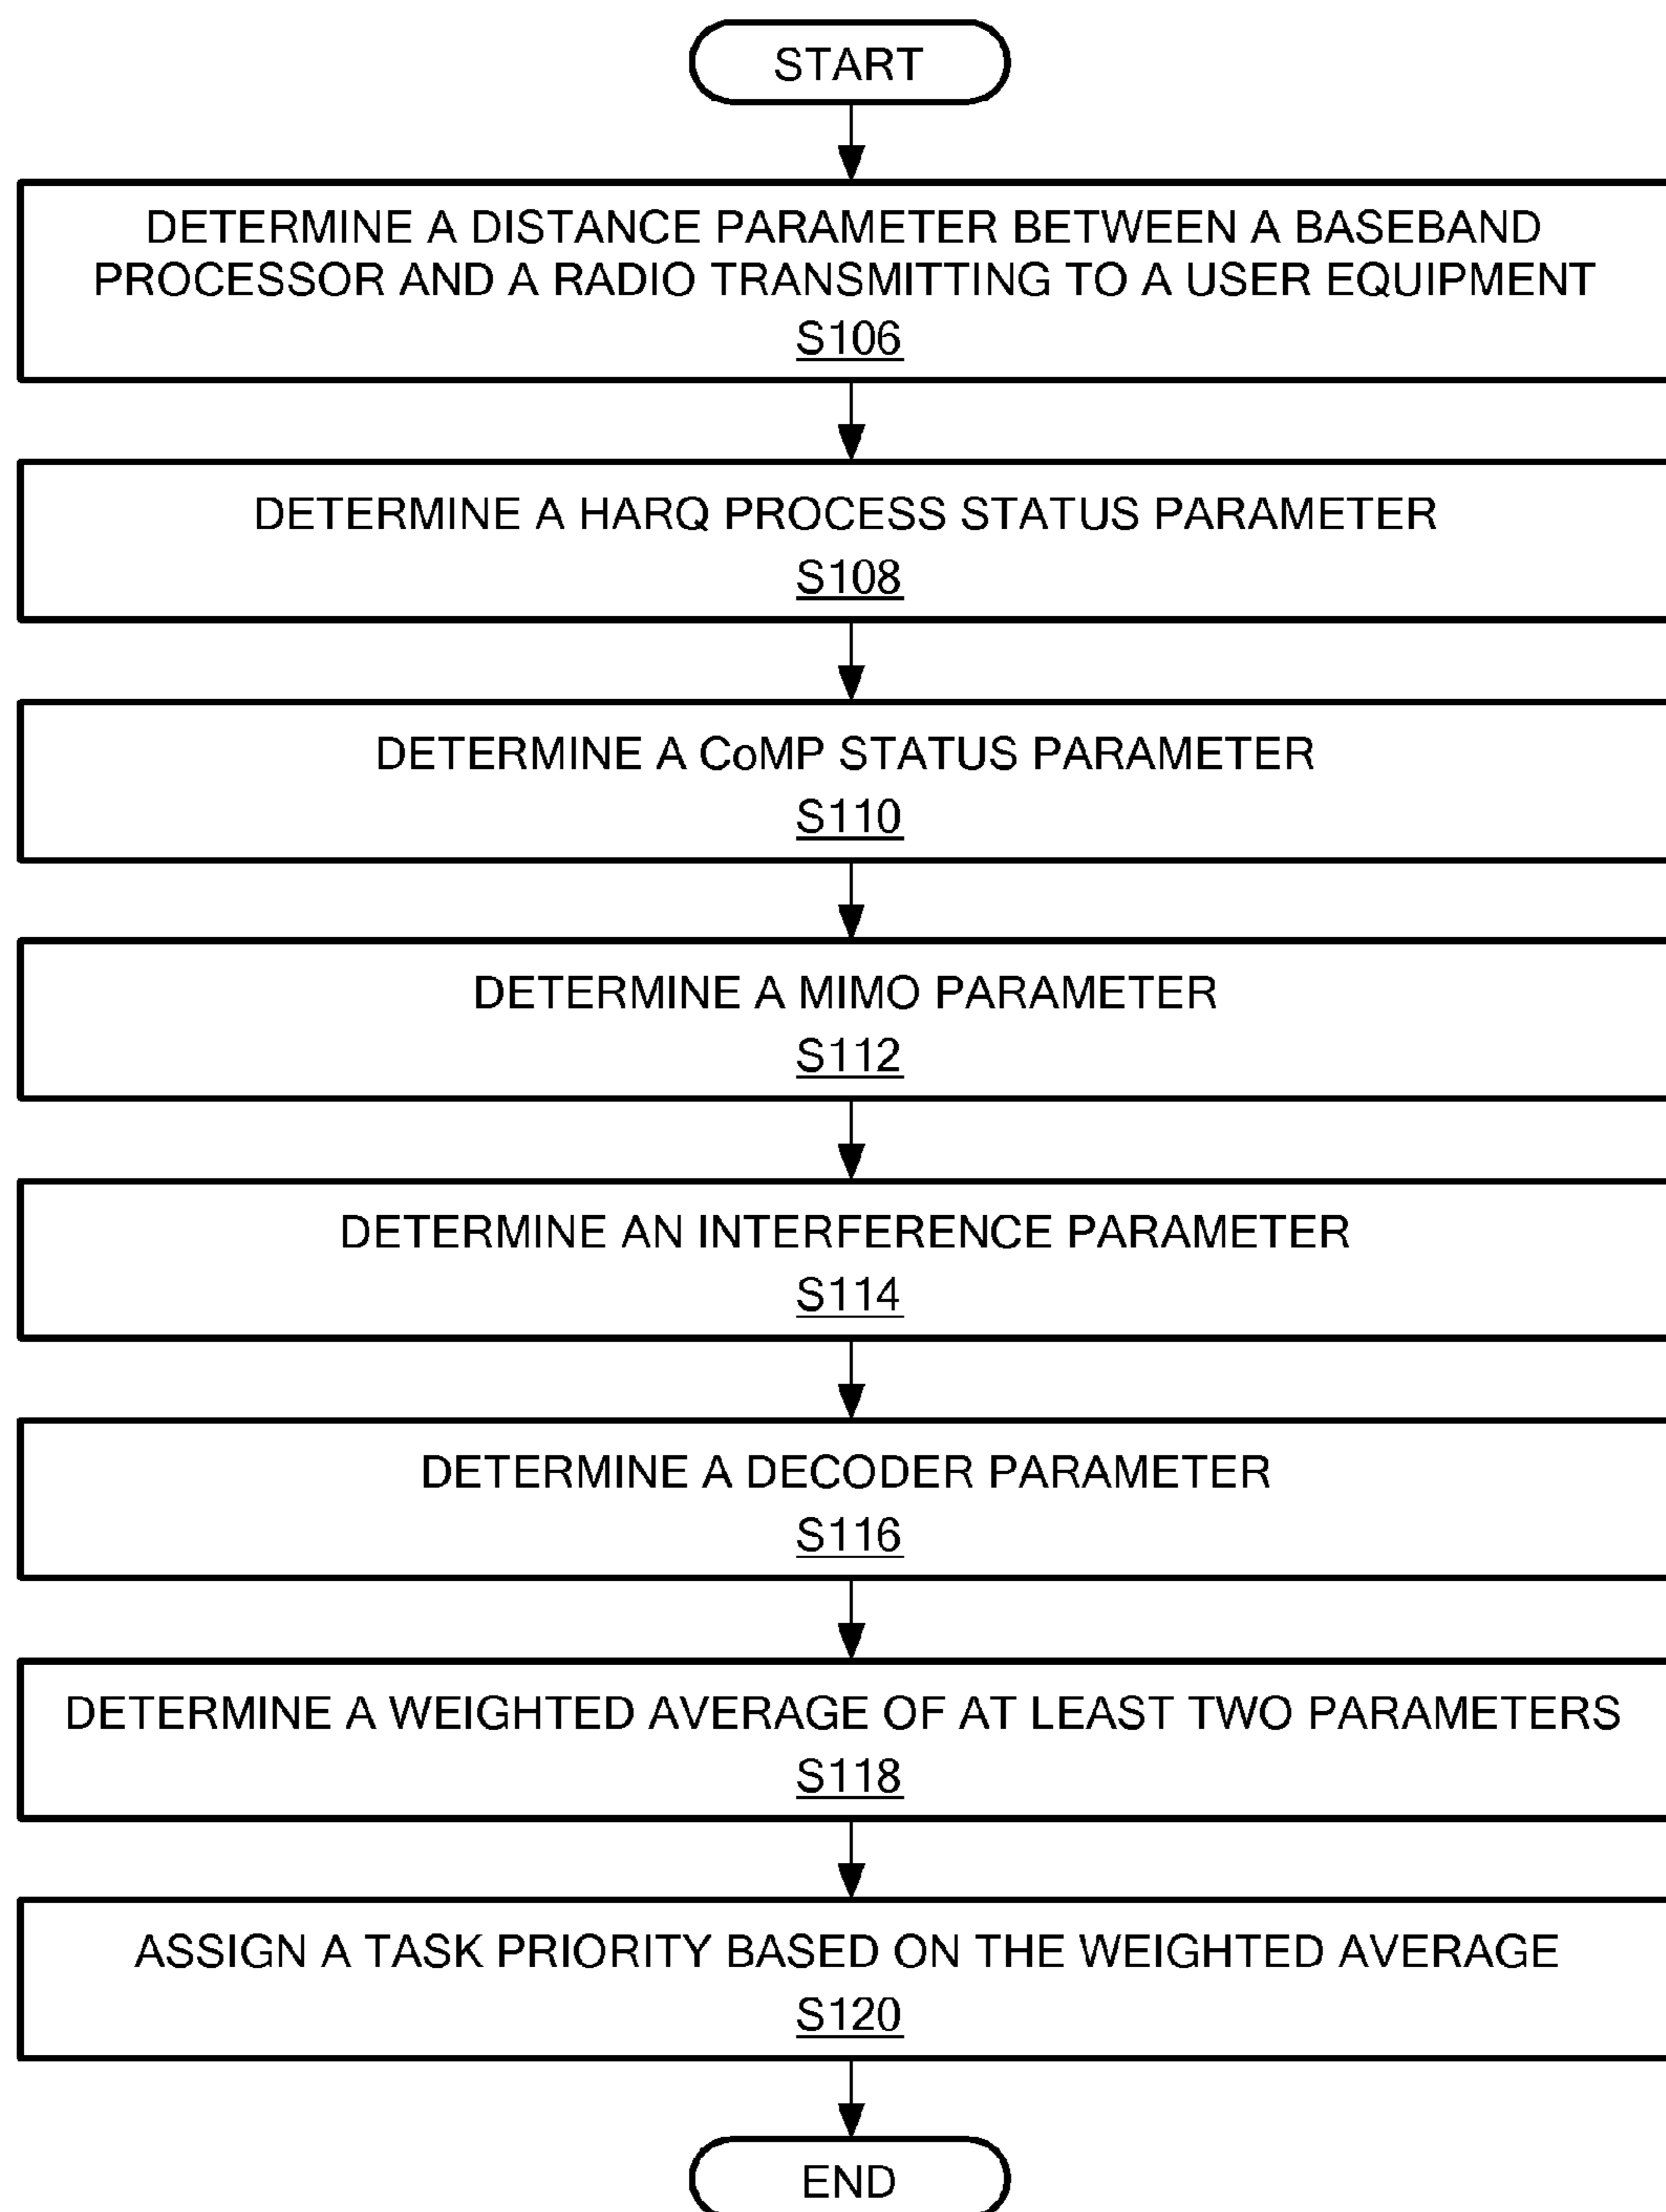 START
DETERMINE A DISTANCE PARAMETER BETWEEN A BASEBAND
PROCESSOR AND A RADIO TRANSMITTING TO A USER EQUIPMENT
S106
DETERMINE A HARQ PROCESS STATUS PARAMETER
S108
DETERMINE A CoMP STATUS PARAMETER
S110
DETERMINE A MIMO PARAMETER
S112
DETERMINE AN INTERFERENCE PARAMETER
S114
DETERMINE A DECODER PARAMETER
S116
DETERMINE A WEIGHTED AVERAGE OF AT LEAST TWO PARAMETERS
S118
ASSIGN A TASK PRIORITY BASED ON THE WEIGHTED AVERAGE
S120
END